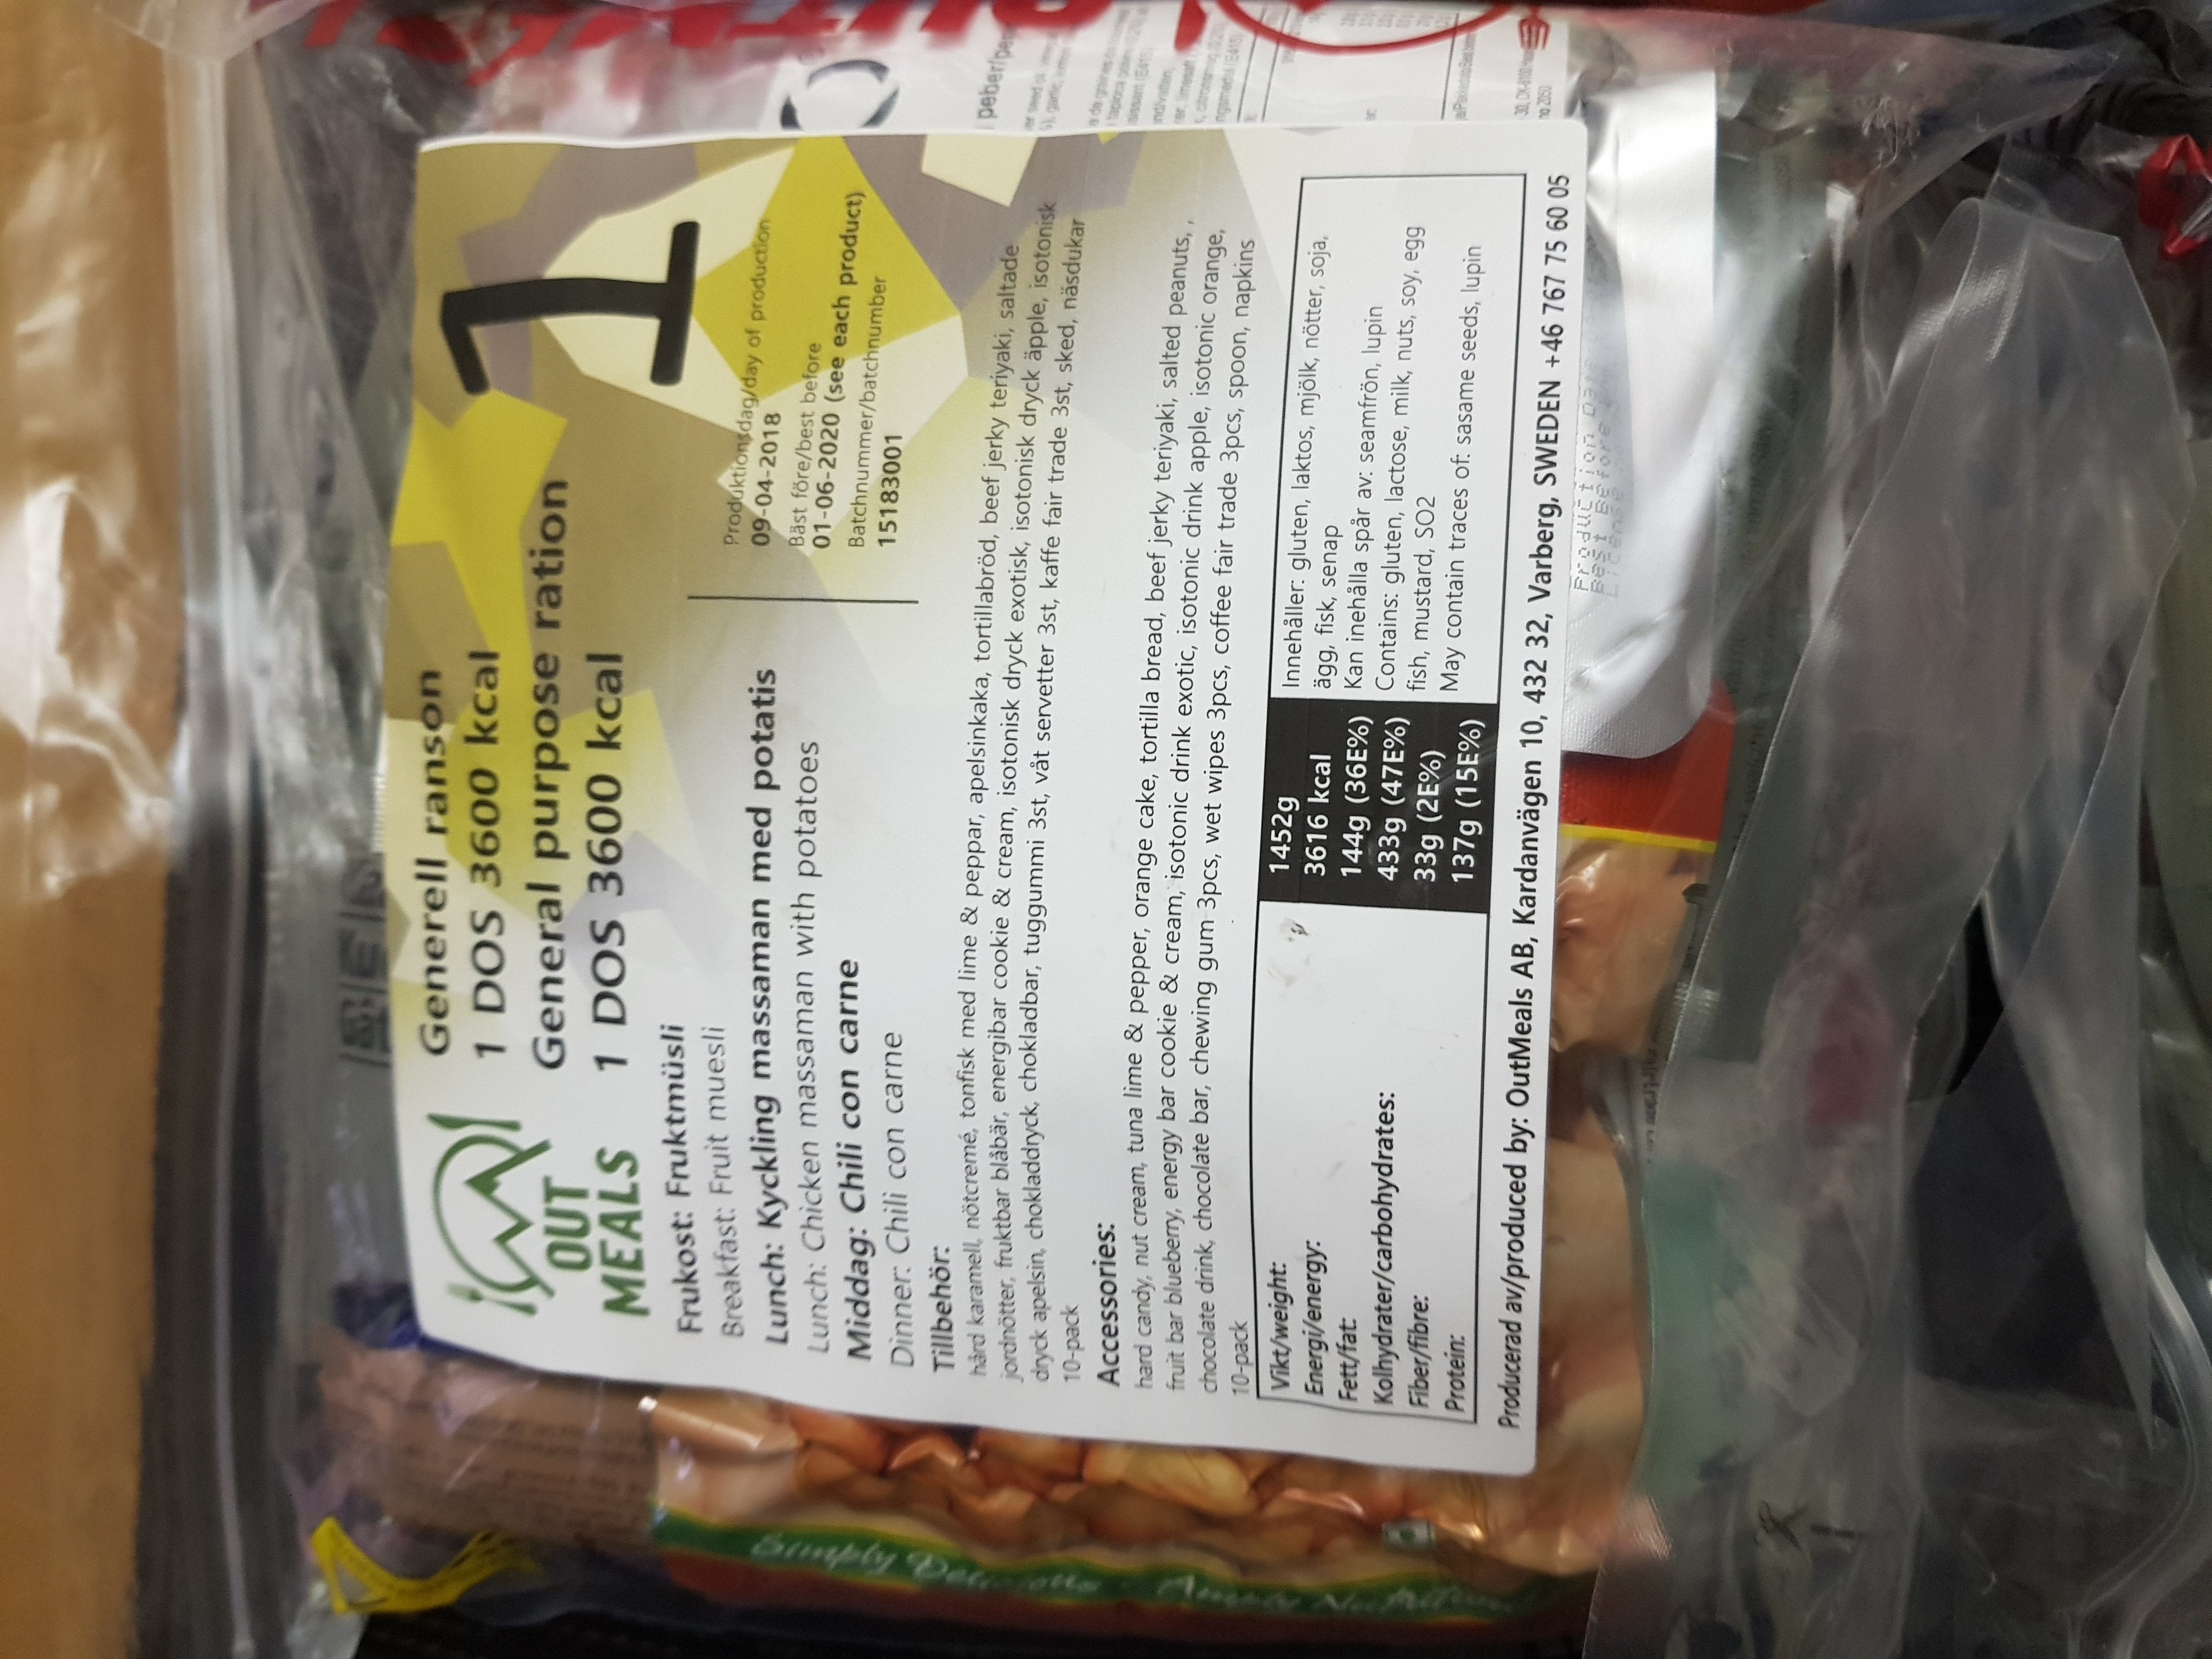 OUT
MEALS
Generell ranson
1 DOS 3600 kcal
General purpose ration
1 DOS 3600 kcal
1
Frukost: Fruktmüsli
Breakfast: Fruit muesli
Lunch: Kyckling massaman med potatis
Lunch: Chicken massaman with potatoes
Middag: Chili con carne
Dinner: Chili con carne
Produktionsdag/day of production
09-04-2018
Bäst före/best before
01-06-2020 (see each product)
Batchnummer/batchnumber
15183001
Tillbehör:
hård karamell, nötcremé, tonfisk med lime & peppar, apelsinkaka, tortillabröd, beef jerky teriyaki, saltade
jordnötter, fruktbar blåbär, energibar cookie & cream, isotonisk dryck exotisk, isotonisk dryck äpple, isotonisk
dryck apelsin, chokladdryck, chokladbar, tuggummi 3st, våt servetter 3st, kaffe fair trade 3st, sked, näsdukar
10-pack
Accessories:
hard candy, nut cream, tuna lime & pepper, orange cake, tortilla bread, beef jerky teriyaki, salted peanuts, ,
fruit bar blueberry, energy bar cookie & cream, isotonic drink exotic, isotonic drink apple, isotonic orange,
chocolate drink, chocolate bar, chewing gum 3pcs, wet wipes 3pcs, coffee fair trade 3pcs, spoon, napkins
10-pack
Vikt/weight: 1452g
Energi/energy: 3616 kcal
Fett/fat: 144g (36E%)
Kolhydrater/carbohydrates: 433g (47E%)
Fiber/fibre: 33g (2E%)
Protein: 137g (15E%)
Innehåller: gluten, laktos, mjölk, nötter, soja,
ägg, fisk, senap
Kan inehålla spår av: seamfrön, lupin
Contains: gluten, lactose, milk, nuts, soy, egg
fish, mustard, SO2
May contain traces of: sasame seeds, lupin
Producerad av/produced by: OutMeals AB, Kardanvägen 10, 432 32, Varberg, SWEDEN +46 767 75 60 05
Production Date
Best Before
Simply Delicious Amply Nutritious
peber/